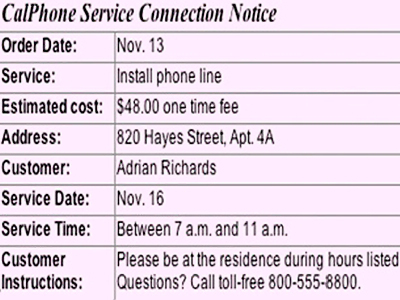 CalPhone Service Connection Notice
Order Date: Nov. 13
Service: Install phone line
Estimated cost: $48.00 one time fee
Address: 820 Hayes Street, Apt. 4A
Customer: Adrian Richards
Service Date: Nov. 16
Service Time: Between 7 a.m. and 11 a.m.
Customer Please be at the residence during hours listed
Instructions: Questions? Call toll-free 800-555-8800.